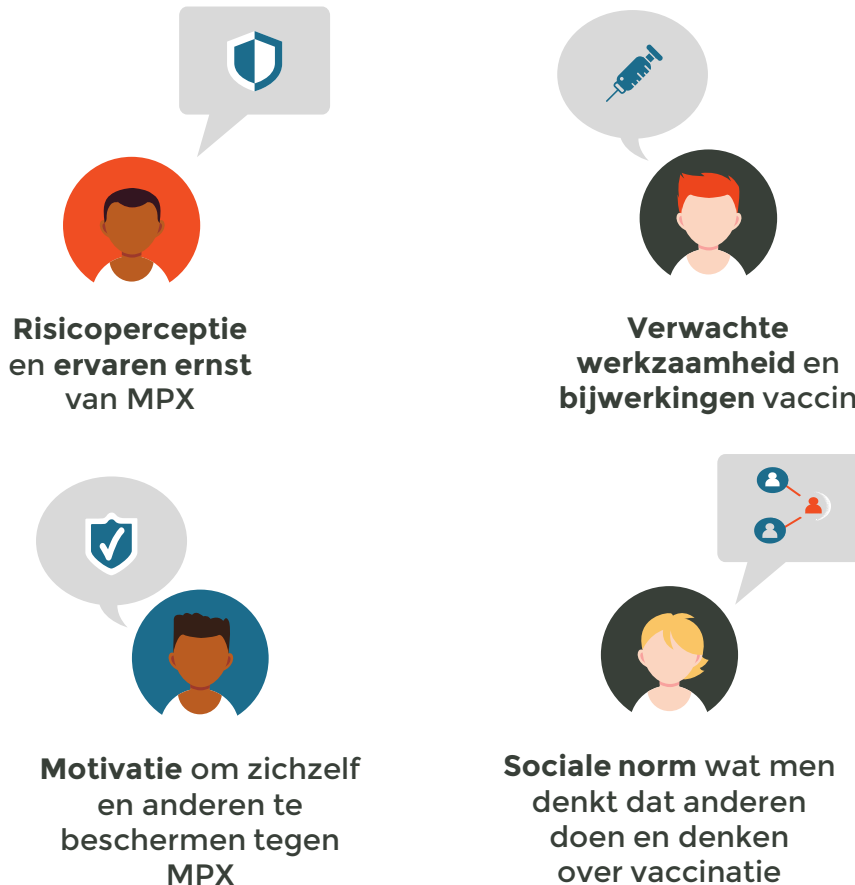 Risicoperceptie
en ervaren ernst
van MPX
Verwachte
werkzaamheid en
bijwerkingen vaccin
Motivatie om zichzelf
en anderen te
beschermen tegen
MPX
Sociale norm wat men
denkt dat anderen
doen en denken
over vaccinatie